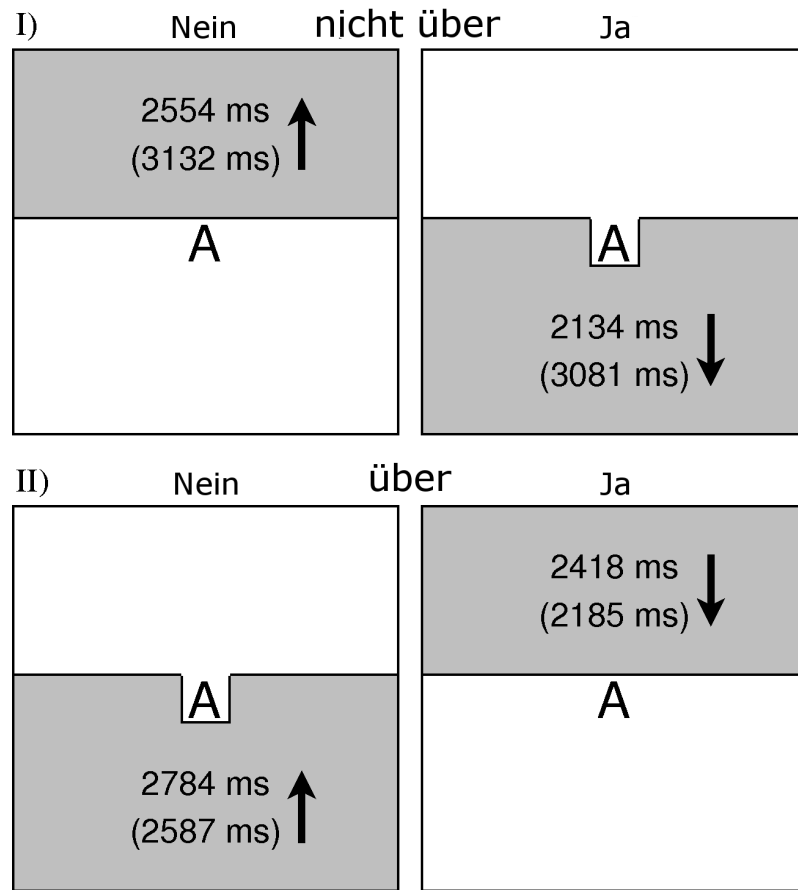 I) Nein nicht über Ja
2554 ms
(3132 ms)
A
A
2134 ms
(3081 ms)
II) Nein über Ja
2418 ms
(2185 ms)
A
A
2784 ms
(2587 ms)